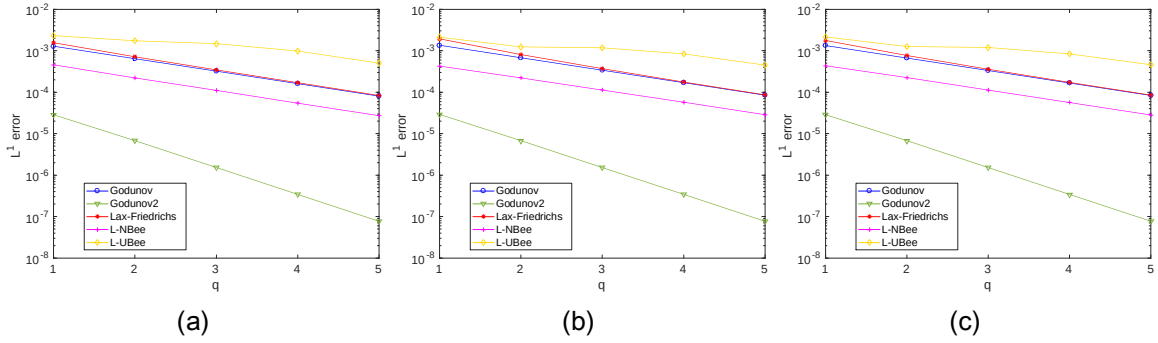 10^-2
10^-3
10^-4
10^-5
10^-6
10^-7
10^-8
L^1 error
Godunov
Godunov2
Lax-Friedrichs
L-NBee
L-UBee
1 2 3 4 5
q
(a)
10^-2
10^-3
10^-4
10^-5
10^-6
10^-7
10^-8
L^1 error
Godunov
Godunov2
Lax-Friedrichs
L-NBee
L-UBee
1 2 3 4 5
q
(b)
10^-2
10^-3
10^-4
10^-5
10^-6
10^-7
10^-8
L^1 error
Godunov
Godunov2
Lax-Friedrichs
L-NBee
L-UBee
1 2 3 4 5
q
(c)